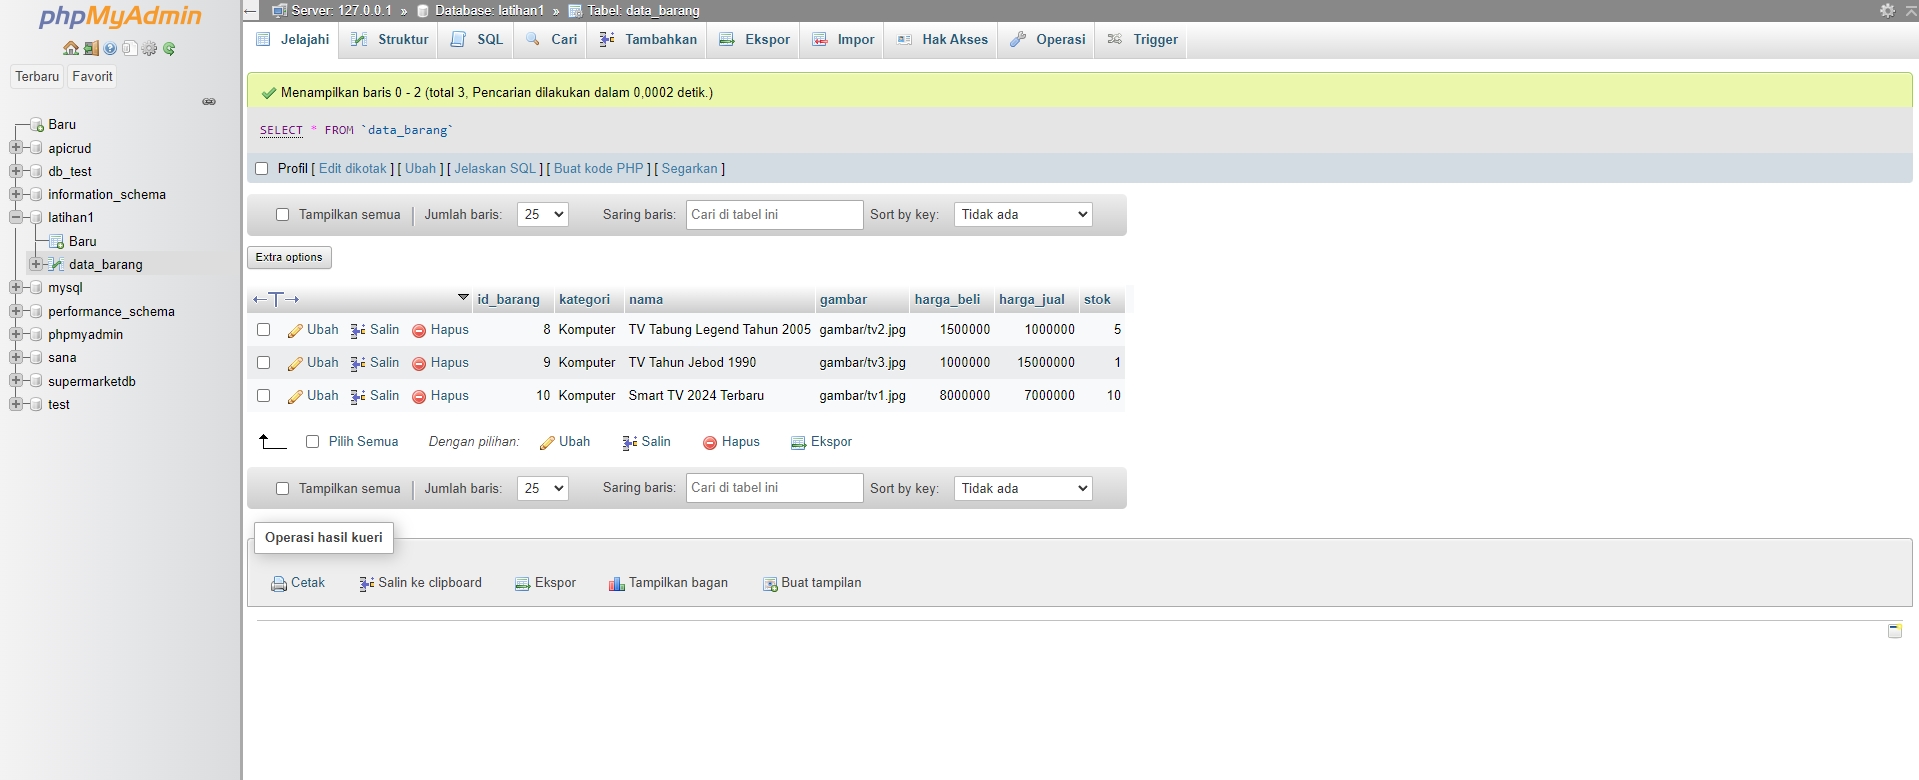 phpMyAdmin
Terbaru Favorit
Baru
apicrud
db_test
information_schema
latihan1
Baru
data_barang
mysql
performance_schema
phpmyadmin
sana
supermarketdb
test
Server: 127.0.0.1 » Database: latihan1 » Tabel: data_barang
Jelajahi Struktur SQL Cari Tambahkan Ekspor Impor Hak Akses Operasi Trigger
Menampilkan baris 0 - 2 (total 3, Pencarian dilakukan dalam 0,0002 detik.)
SELECT * FROM `data_barang`
Profil [ Edit dikotak ] [ Ubah ] [ Jelaskan SQL ] [ Buat kode PHP ] [ Segarkan ]
Tampilkan semua | Jumlah baris: 25 Saring baris: Cari di tabel ini Sort by key: Tidak ada
Extra options
←T→ id_barang kategori nama gambar harga_beli harga_jual stok
Ubah Salin Hapus 8 Komputer TV Tabung Legend Tahun 2005 gambar/tv2.jpg 1500000 1000000 5
Ubah Salin Hapus 9 Komputer TV Tahun Jebod 1990 gambar/tv3.jpg 1000000 15000000 1
Ubah Salin Hapus 10 Komputer Smart TV 2024 Terbaru gambar/tv1.jpg 8000000 7000000 10
Pilih Semua Dengan pilihan: Ubah Salin Hapus Ekspor
Tampilkan semua | Jumlah baris: 25 Saring baris: Cari di tabel ini Sort by key: Tidak ada
Operasi hasil kueri
Cetak Salin ke clipboard Ekspor Tampilkan bagan Buat tampilan